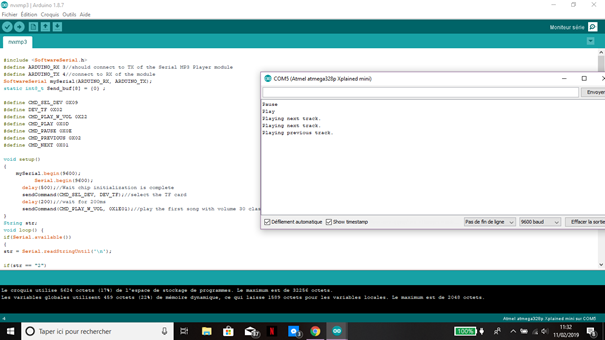 nvomp3 | Arduino 1.8.7
Fichier Édition Croquis Outils Aide
Moniteur série
nvomp3
#include <SoftwareSerial.h>
#define ARDUINO_RX 3//should connect to TX of the Serial MP3 Player module
#define ARDUINO_TX 4//connect to RX of the module
SoftwareSerial mySerial(ARDUINO_RX, ARDUINO_TX);
static int8_t Send_buf[8] = {0} ;
#define CMD_SEL_DEV 0X09
#define DEV_TF 0X02
#define CMD_PLAY_W_VOL 0X22
#define CMD_PLAY 0X0D
#define CMD_PAUSE 0X0E
#define CMD_PREVIOUS 0X02
#define CMD_NEXT 0X01
void setup()
{
mySerial.begin(9600);
Serial.begin(9600);
delay(500);//Wait chip initialization is complete
sendCommand(CMD_SEL_DEV, DEV_TF);//select the TF card
delay(200);//wait for 200ms
sendCommand(CMD_PLAY_W_VOL, 0X1E01);//play the first song with volume 30 clas
}
String str;
void loop() {
if(Serial.available())
{
str = Serial.readStringUntil('\n');
if(str == "2")
COM5 (Atmel atmega328p Xplained mini)
Envoyer
Pause
Play
Playing next track.
Playing next track.
Playing previous track.
Défilement automatique Show timestamp
Pas de fin de ligne
9600 baud
Effacer la sortie
Le croquis utilise 5624 octets (17%) de l'espace de stockage de programmes. Le maximum est de 32256 octets.
Les variables globales utilisent 459 octets (22%) de mémoire dynamique, ce qui laisse 1589 octets pour les variables locales. Le maximum est de 2048 octets.
Atmel atmega328p Xplained mini sur COM5
Taper ici pour rechercher
100%
11:32
11/02/2019